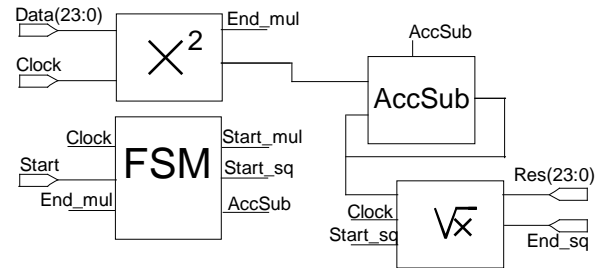 Data(23:0)
End_mul
AccSub
X²
Clock
AccSub
Clock
FSM
Start_mul
Start
Start_sq
End_mul
AccSub
Res(23:0)
Clock
√x
Start_sq
End_sq